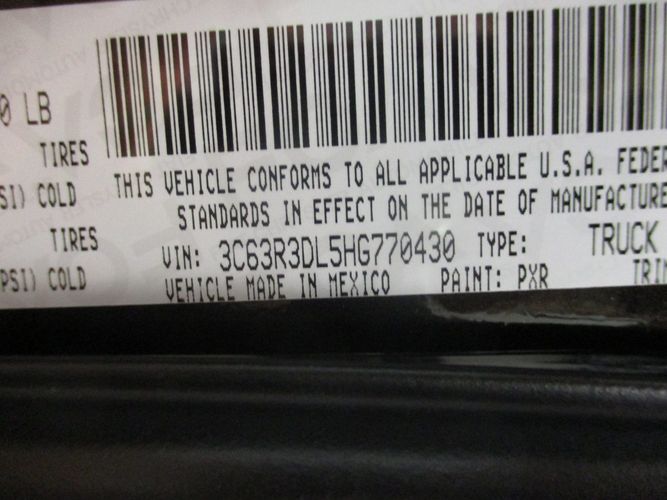 0 LB
TIRES
SI) COLD
TIRES
PSI) COLD
THIS VEHICLE CONFORMS TO ALL APPLICABLE U.S.A. FEDER
STANDARDS IN EFFECT ON THE DATE OF MANUFACTURE
VIN: 3C63R3DL5HG770430 TYPE: TRUCK
VEHICLE MADE IN MEXICO PAINT: PXR TRIM